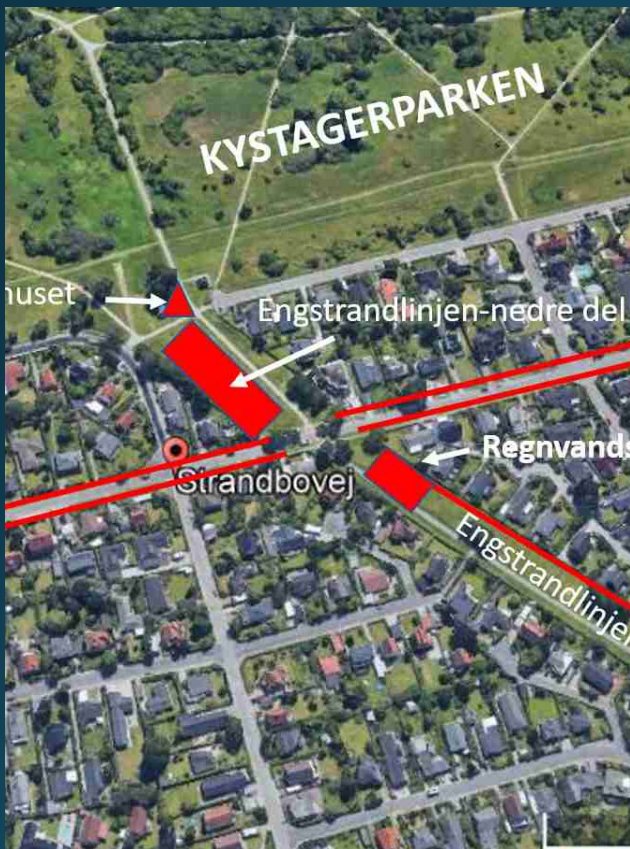 KYSTAGERPARKEN
huset
Engstrandlinjen-nedre del
Regnvands
Strandbovej
Engstrandlinjen